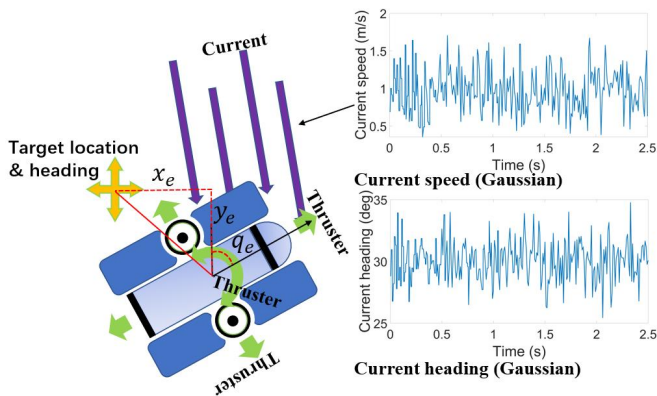 Current
Target location
& heading
x_e
y_e
q_e
Thruster
Thruster
Thruster
Current speed (m/s)
2
1.5
1
0.5
0 0.5 1 1.5 2 2.5
Time (s)
Current speed (Gaussian)
Current heading (deg)
35
30
25
0 0.5 1 1.5 2 2.5
Time (s)
Current heading (Gaussian)